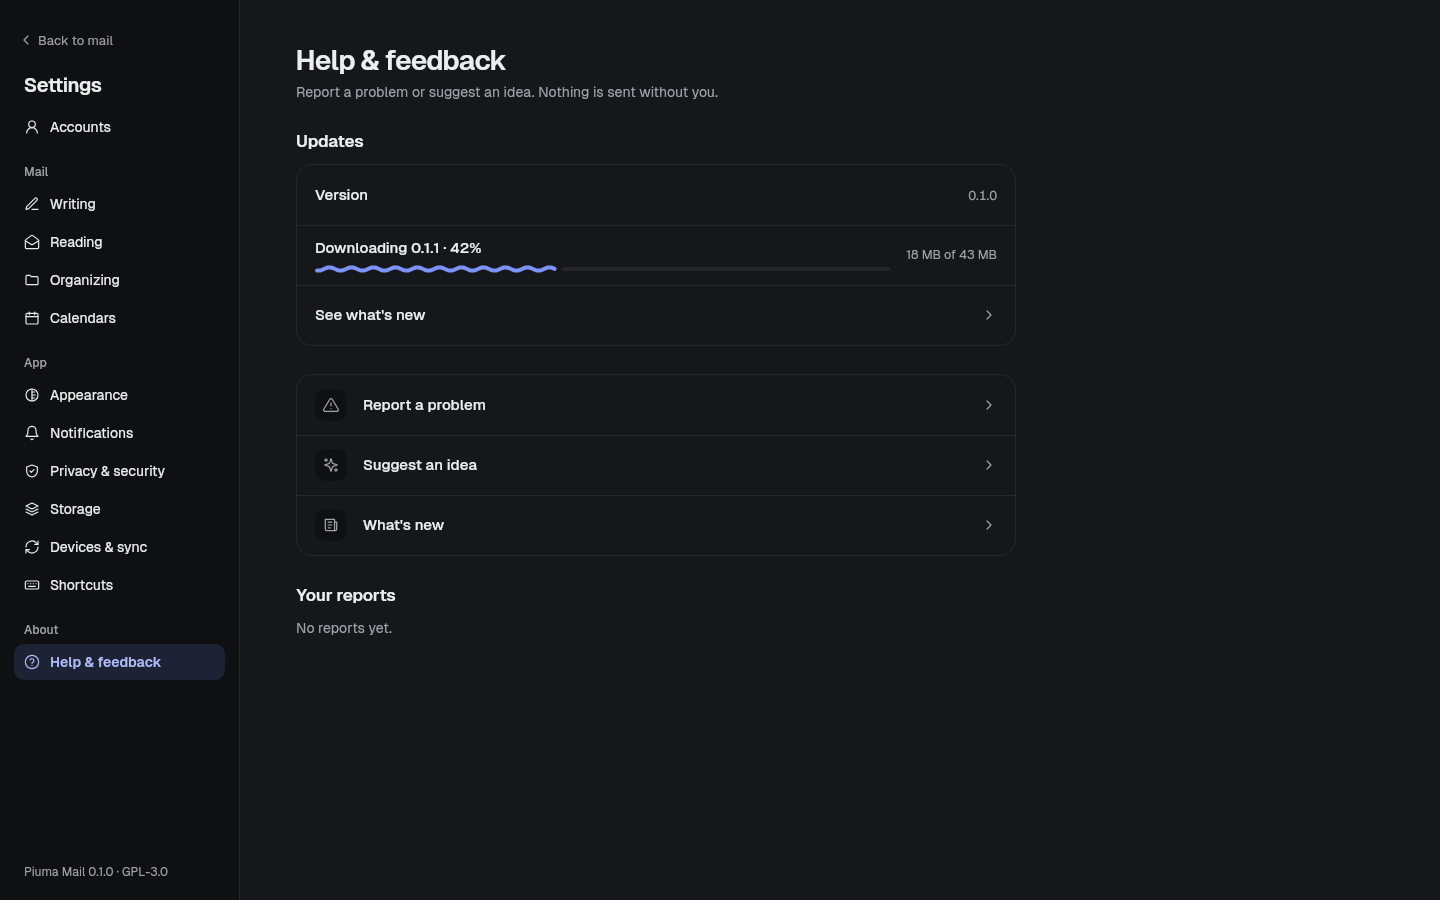 Back to mail
Settings
Accounts
Mail
Writing
Reading
Organizing
Calendars
App
Appearance
Notifications
Privacy & security
Storage
Devices & sync
Shortcuts
About
Help & feedback
Piuma Mail 0.1.0 · GPL-3.0
Help & feedback
Report a problem or suggest an idea. Nothing is sent without you.
Updates
Version 0.1.0
Downloading 0.1.1 · 42% 18 MB of 43 MB
See what's new
Report a problem
Suggest an idea
What's new
Your reports
No reports yet.